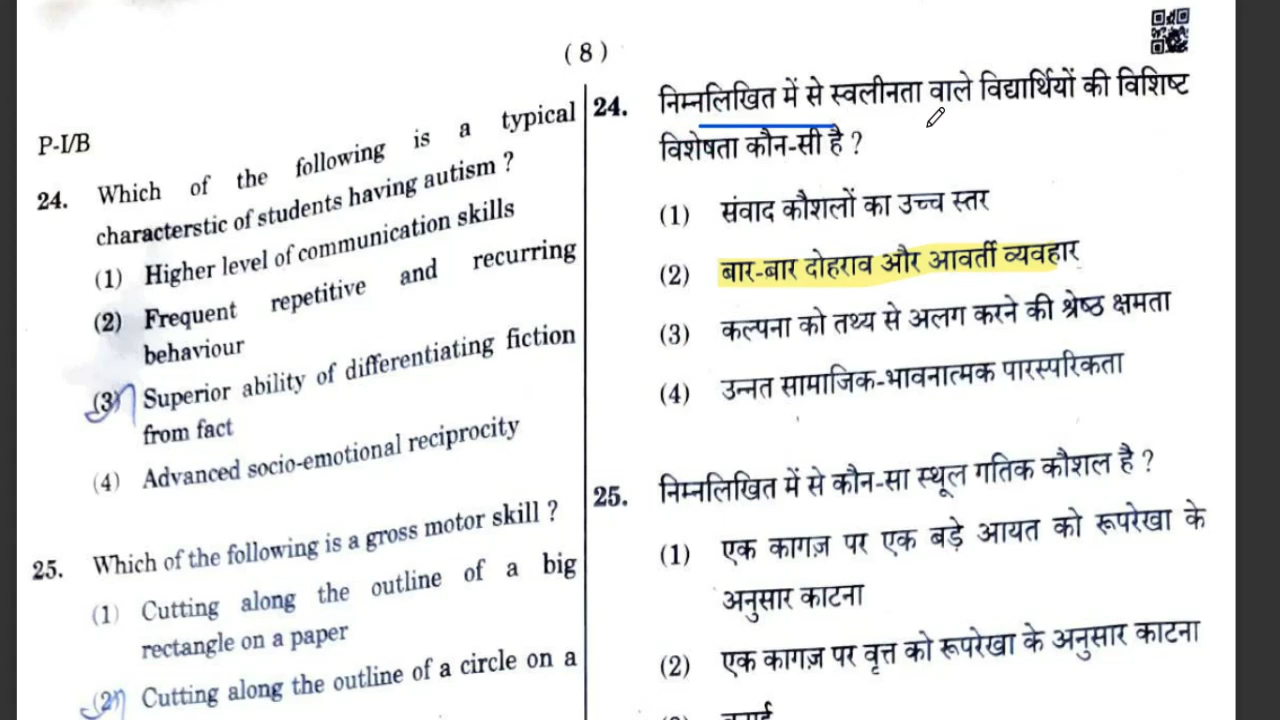 (8)
P-I/B
24. Which of the following is a typical
characterstic of students having autism ?
(1) Higher level of communication skills
(2) Frequent repetitive and recurring
behaviour
(3) Superior ability of differentiating fiction
from fact
(4) Advanced socio-emotional reciprocity
25. Which of the following is a gross motor skill ?
(1) Cutting along the outline of a big
rectangle on a paper
(2) Cutting along the outline of a circle on a
24. निम्नलिखित में से स्वलीनता वाले विद्यार्थियों की विशिष्ट
विशेषता कौन-सी है ?
(1) संवाद कौशलों का उच्च स्तर
(2) बार-बार दोहराव और आवर्ती व्यवहार
(3) कल्पना को तथ्य से अलग करने की श्रेष्ठ क्षमता
(4) उन्नत सामाजिक-भावनात्मक पारस्परिकता
25. निम्नलिखित में से कौन-सा स्थूल गतिक कौशल है ?
(1) एक कागज़ पर एक बड़े आयत को रूपरेखा के
अनुसार काटना
(2) एक कागज़ पर वृत्त को रूपरेखा के अनुसार काटना